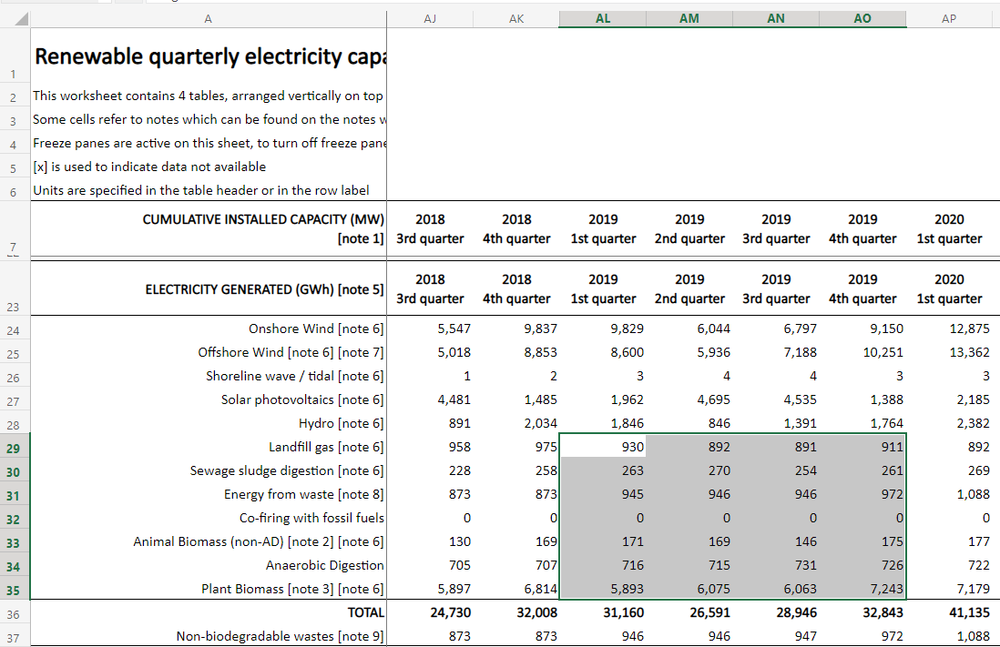 A AJ AK AL AM AN AO AP
1 Renewable quarterly electricity capa
2 This worksheet contains 4 tables, arranged vertically on top
3 Some cells refer to notes which can be found on the notes w
4 Freeze panes are active on this sheet, to turn off freeze pane
5 [x] is used to indicate data not available
6 Units are specified in the table header or in the row label
CUMULATIVE INSTALLED CAPACITY (MW) 2018 2018 2019 2019 2019 2019 2020
7 [note 1] 3rd quarter 4th quarter 1st quarter 2nd quarter 3rd quarter 4th quarter 1st quarter
2018 2018 2019 2019 2019 2019 2020
23 ELECTRICITY GENERATED (GWh) [note 5] 3rd quarter 4th quarter 1st quarter 2nd quarter 3rd quarter 4th quarter 1st quarter
24 Onshore Wind [note 6] 5,547 9,837 9,829 6,044 6,797 9,150 12,875
25 Offshore Wind [note 6] [note 7] 5,018 8,853 8,600 5,936 7,188 10,251 13,362
26 Shoreline wave / tidal [note 6] 1 2 3 4 4 3 3
27 Solar photovoltaics [note 6] 4,481 1,485 1,962 4,695 4,535 1,388 2,185
28 Hydro [note 6] 891 2,034 1,846 846 1,391 1,764 2,382
29 Landfill gas [note 6] 958 975 930 892 891 911 892
30 Sewage sludge digestion [note 6] 228 258 263 270 254 261 269
31 Energy from waste [note 8] 873 873 945 946 946 972 1,088
32 Co-firing with fossil fuels 0 0 0 0 0 0 0
33 Animal Biomass (non-AD) [note 2] [note 6] 130 169 171 169 146 175 177
34 Anaerobic Digestion 705 707 716 715 731 726 722
35 Plant Biomass [note 3] [note 6] 5,897 6,814 5,893 6,075 6,063 7,243 7,179
36 TOTAL 24,730 32,008 31,160 26,591 28,946 32,843 41,135
37 Non-biodegradable wastes [note 9] 873 873 946 946 947 972 1,088